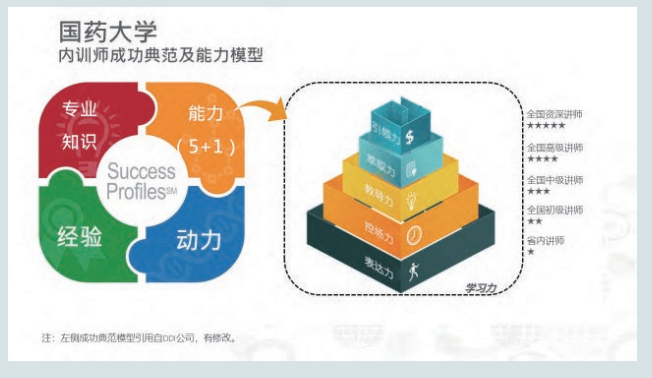 国药大学
内训师成功典范及能力模型
专业
知识
能力
(5+1)
Success
Profiles℠
经验
动力
引领力
萃取力
教导力
控场力
表达力
学习力
全国资深讲师
★★★★★
全国高级讲师
★★★★
全国中级讲师
★★★
全国初级讲师
★★
省内讲师
★
注：左侧成功典范模型引用自DDI公司，有修改。